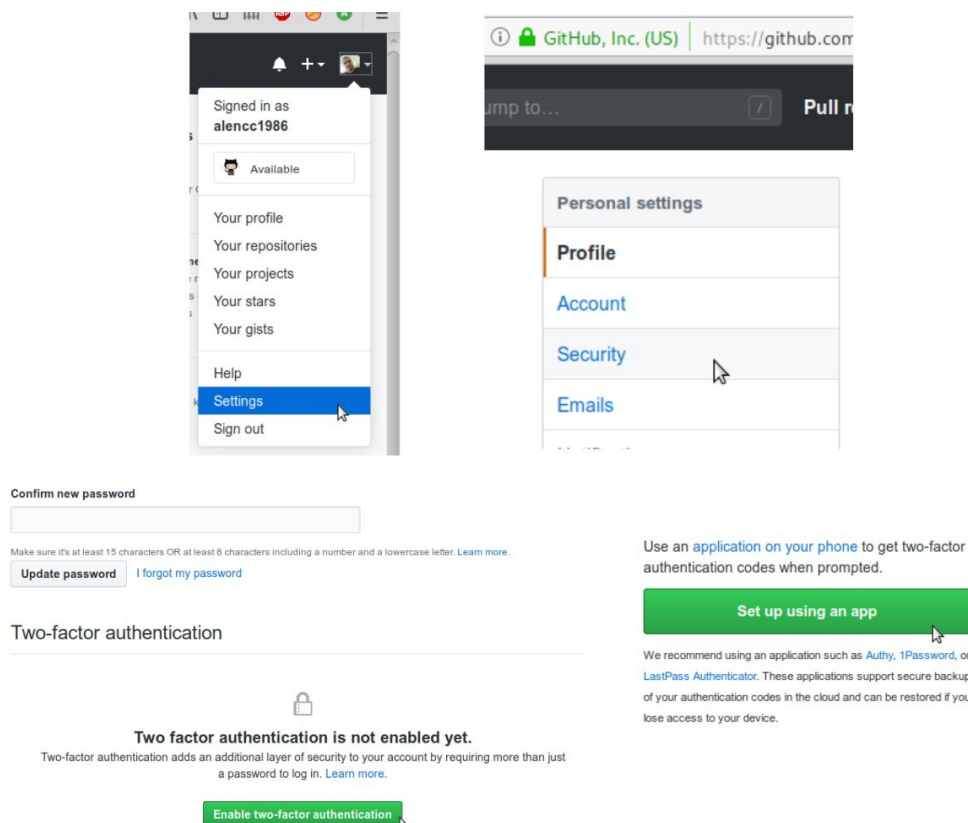 Signed in as
alencc1986
Available
Your profile
Your repositories
Your projects
Your stars
Your gists
Help
Settings
Sign out
GitHub, Inc. (US) https://github.com
ump to… /
Pull
Personal settings
Profile
Account
Security
Emails
Confirm new password
Make sure it's at least 15 characters OR at least 8 characters including a number and a lowercase letter. Learn more.
Update password I forgot my password
Two-factor authentication
Two factor authentication is not enabled yet.
Two-factor authentication adds an additional layer of security to your account by requiring more than just
a password to log in. Learn more.
Enable two-factor authentication
Use an application on your phone to get two-factor
authentication codes when prompted.
Set up using an app
We recommend using an application such as Authy, 1Password, or
LastPass Authenticator. These applications support secure backup
of your authentication codes in the cloud and can be restored if you
lose access to your device.